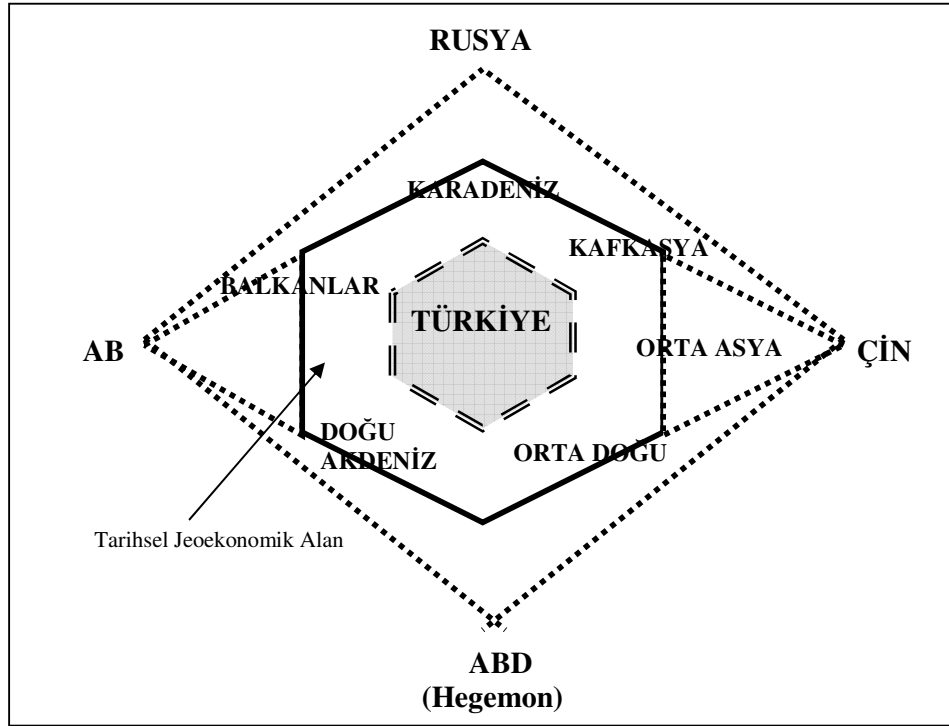 RUSYA
KARADENİZ
KAFKASYA
BALKANLAR
TÜRKİYE
AB
ORTA ASYA
ÇİN
DOĞU
AKDENİZ
ORTA DOĞU
Tarihsel Jeoekonomik Alan
ABD
(Hegemon)